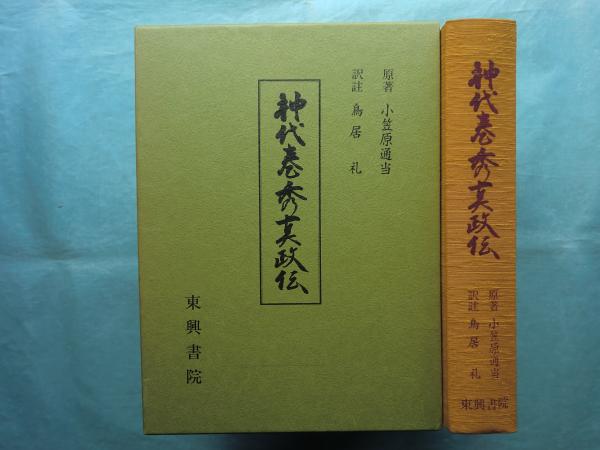 原著 小笠原通当
訳註 鳥居礼
神代巻秀真政伝
東興書院
神代巻秀真政伝
原著 小笠原通当
訳註 鳥居礼
東興書院